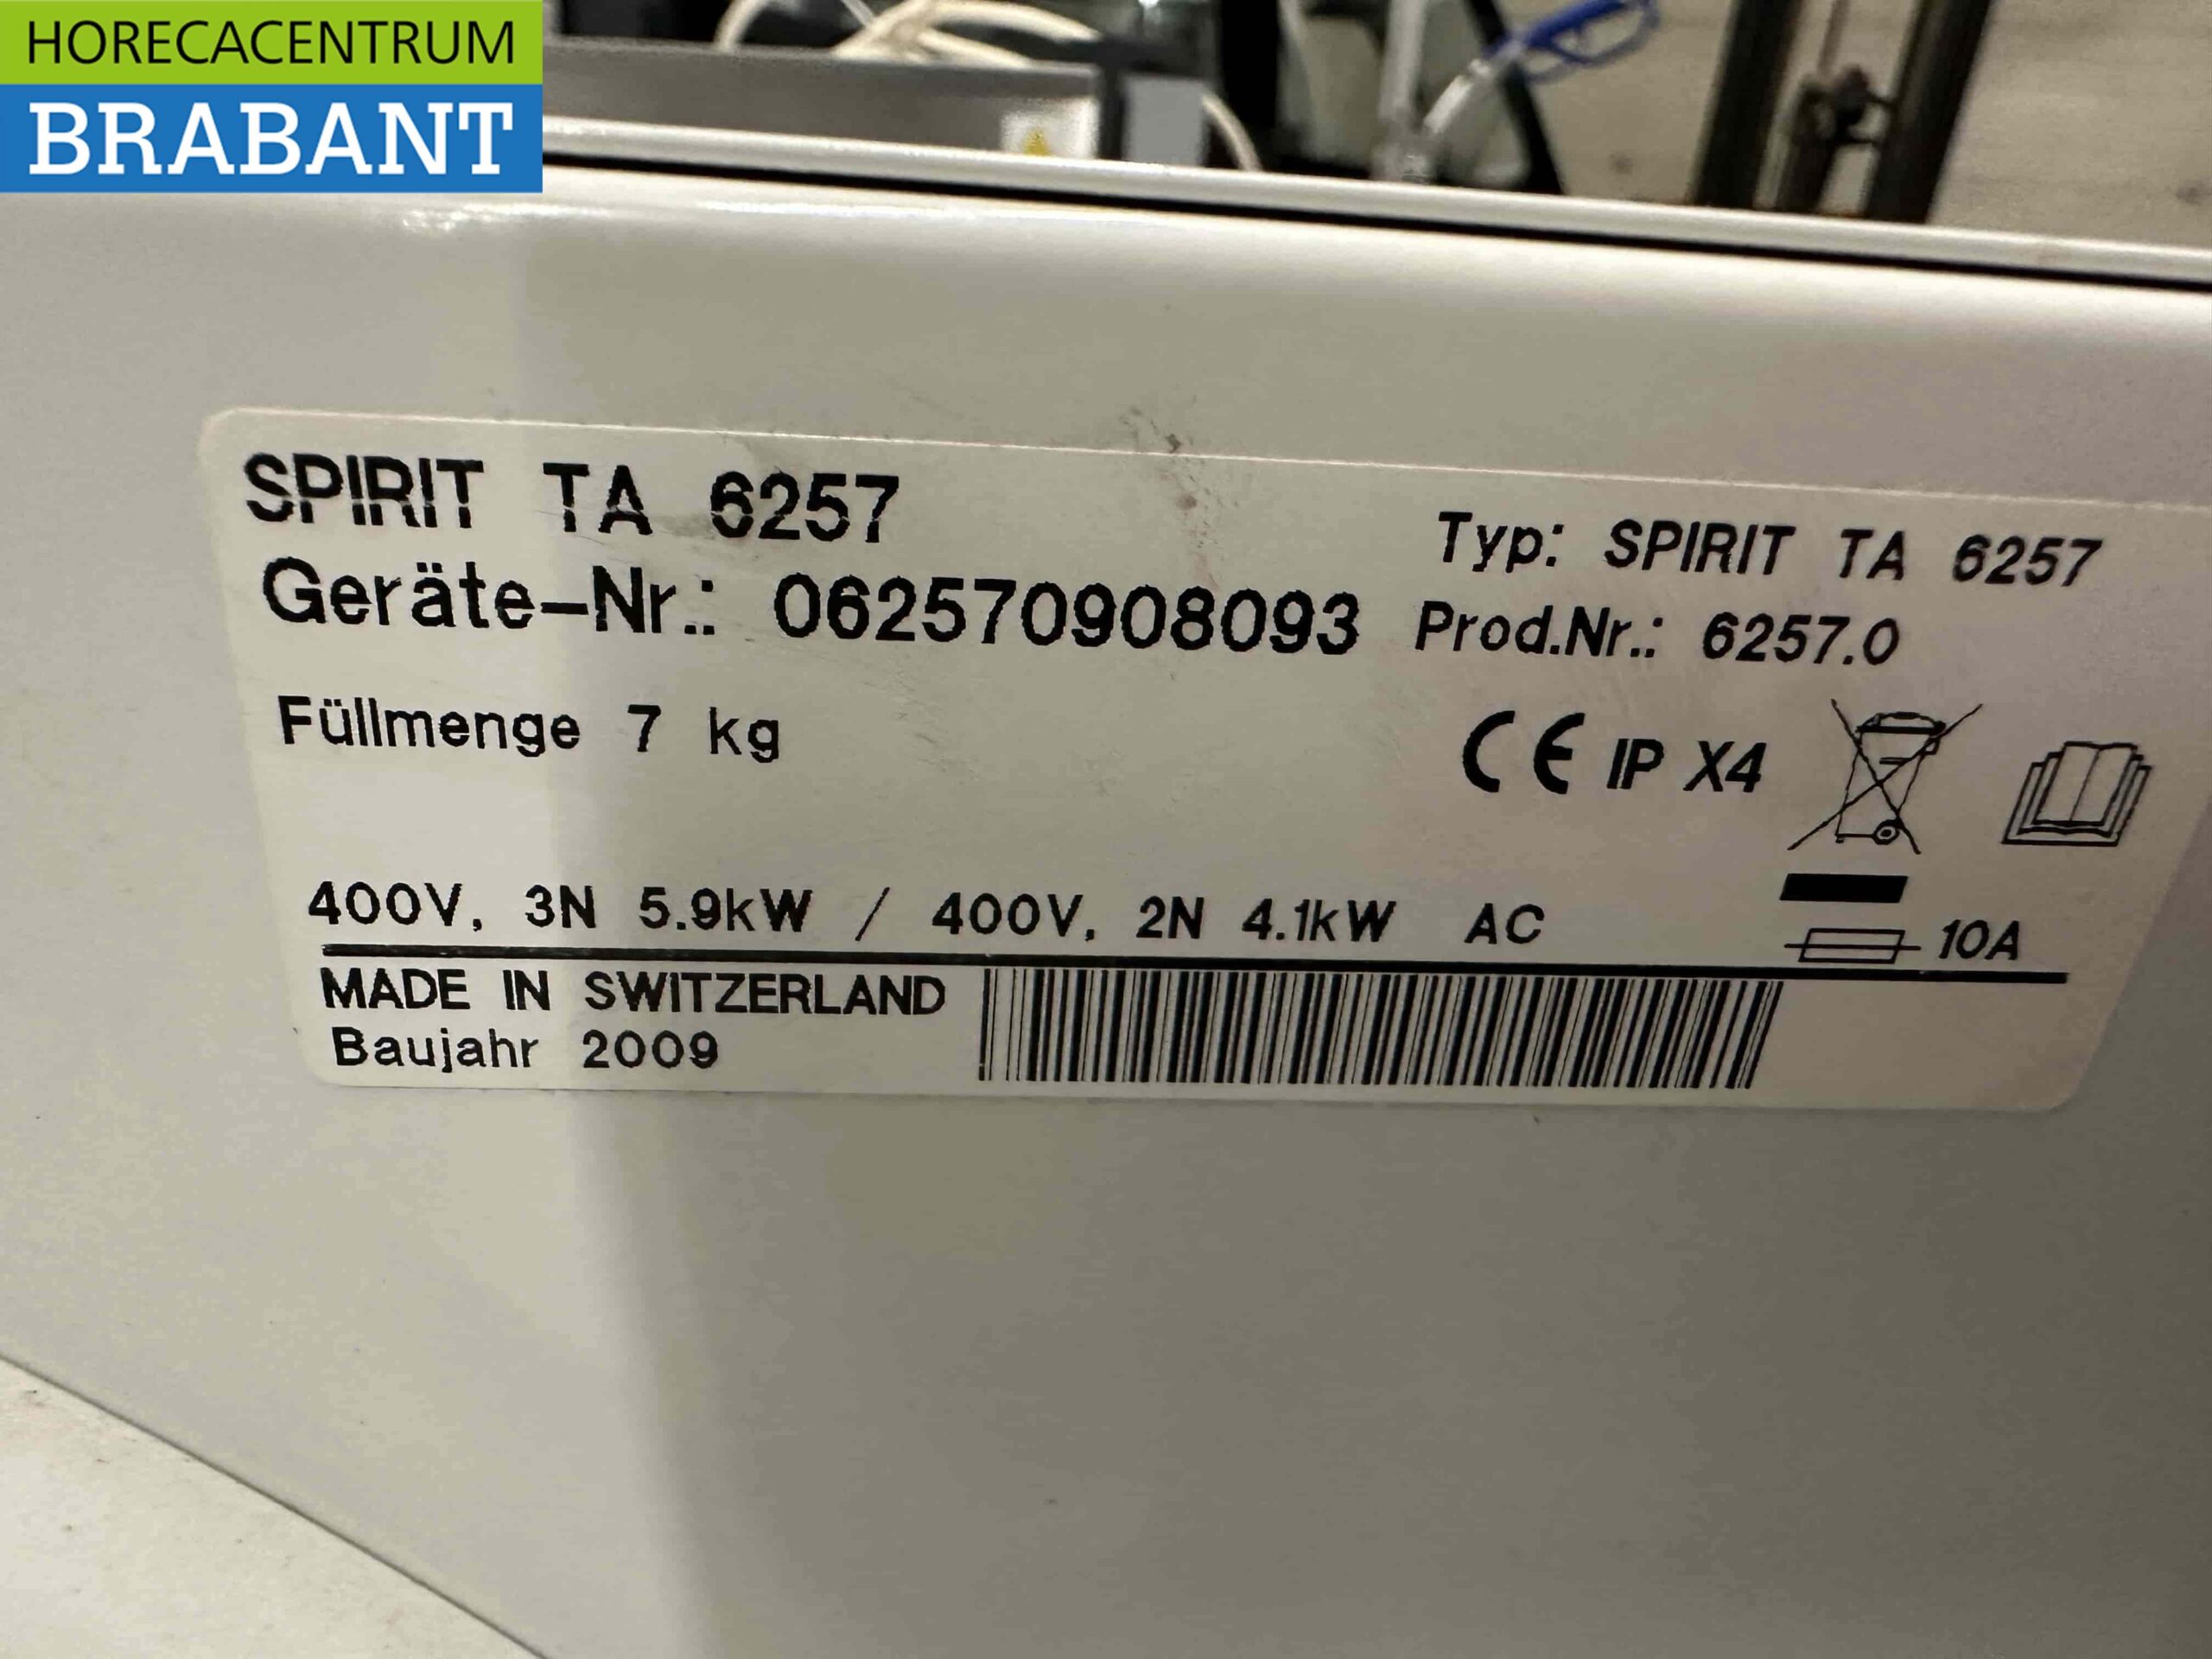 HORECACENTRUM
BRABANT
SPIRIT TA 6257
Geräte-Nr.: 062570908093
Typ: SPIRIT TA 6257
Prod.Nr.: 6257.0
Füllmenge 7 kg
CE IP X4
400V, 3N 5.9kW / 400V, 2N 4.1kW AC
10A
MADE IN SWITZERLAND
Baujahr 2009